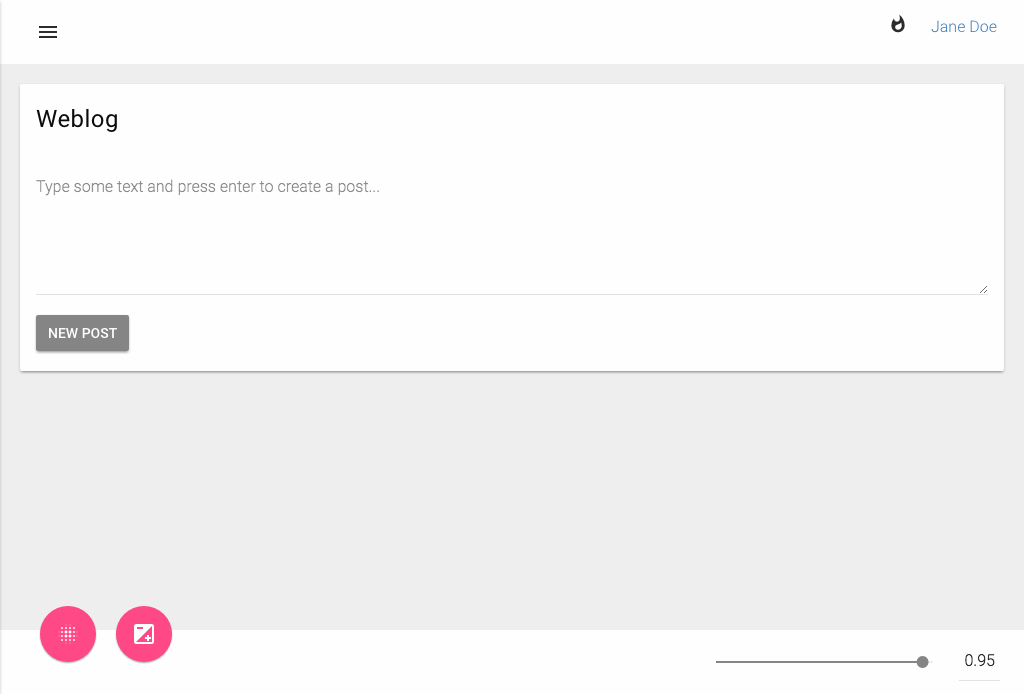 Jane Doe
Weblog
Type some text and press enter to create a post...
NEW POST
0.95